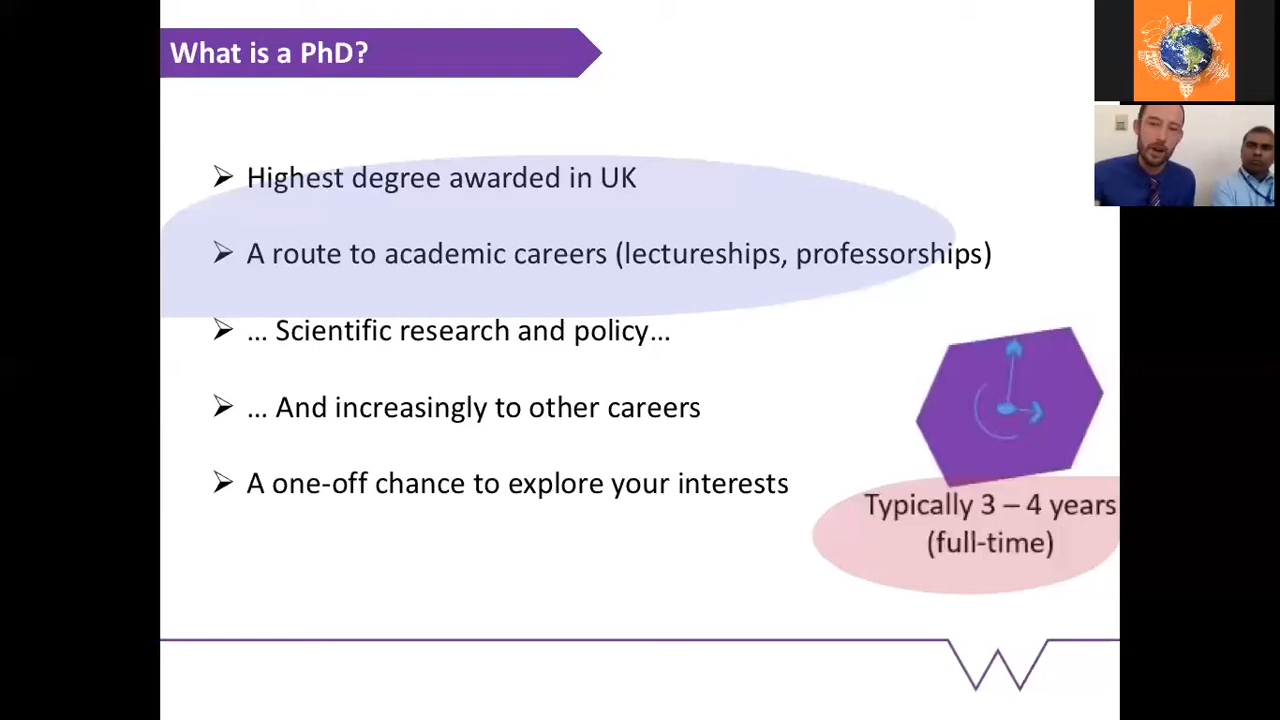 What is a PhD?
➢ Highest degree awarded in UK
➢ A route to academic careers (lectureships, professorships)
➢ … Scientific research and policy…
➢ … And increasingly to other careers
➢ A one-off chance to explore your interests
Typically 3 – 4 years
(full-time)